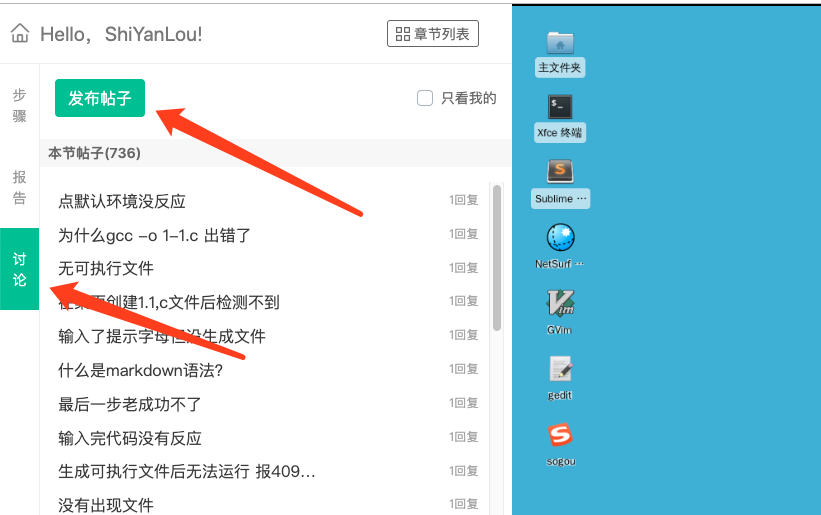 Hello，ShiYanLou!
章节列表
步骤
报告
讨论
发布帖子
只看我的
本节帖子(736)
点默认环境没反应 1回复
为什么gcc -o 1-1.c 出错了 1回复
无可执行文件 1回复
在桌面创建1.1,c文件后检测不到 1回复
输入了提示字母但没生成文件 1回复
什么是markdown语法? 1回复
最后一步老成功不了 1回复
输入完代码没有反应 1回复
生成可执行文件后无法运行 报409... 1回复
没有出现文件 1回复
主文件夹
$_
Xfce 终端
S
Sublime ...
NetSurf ...
Vim
GVim
gedit
S
sogou